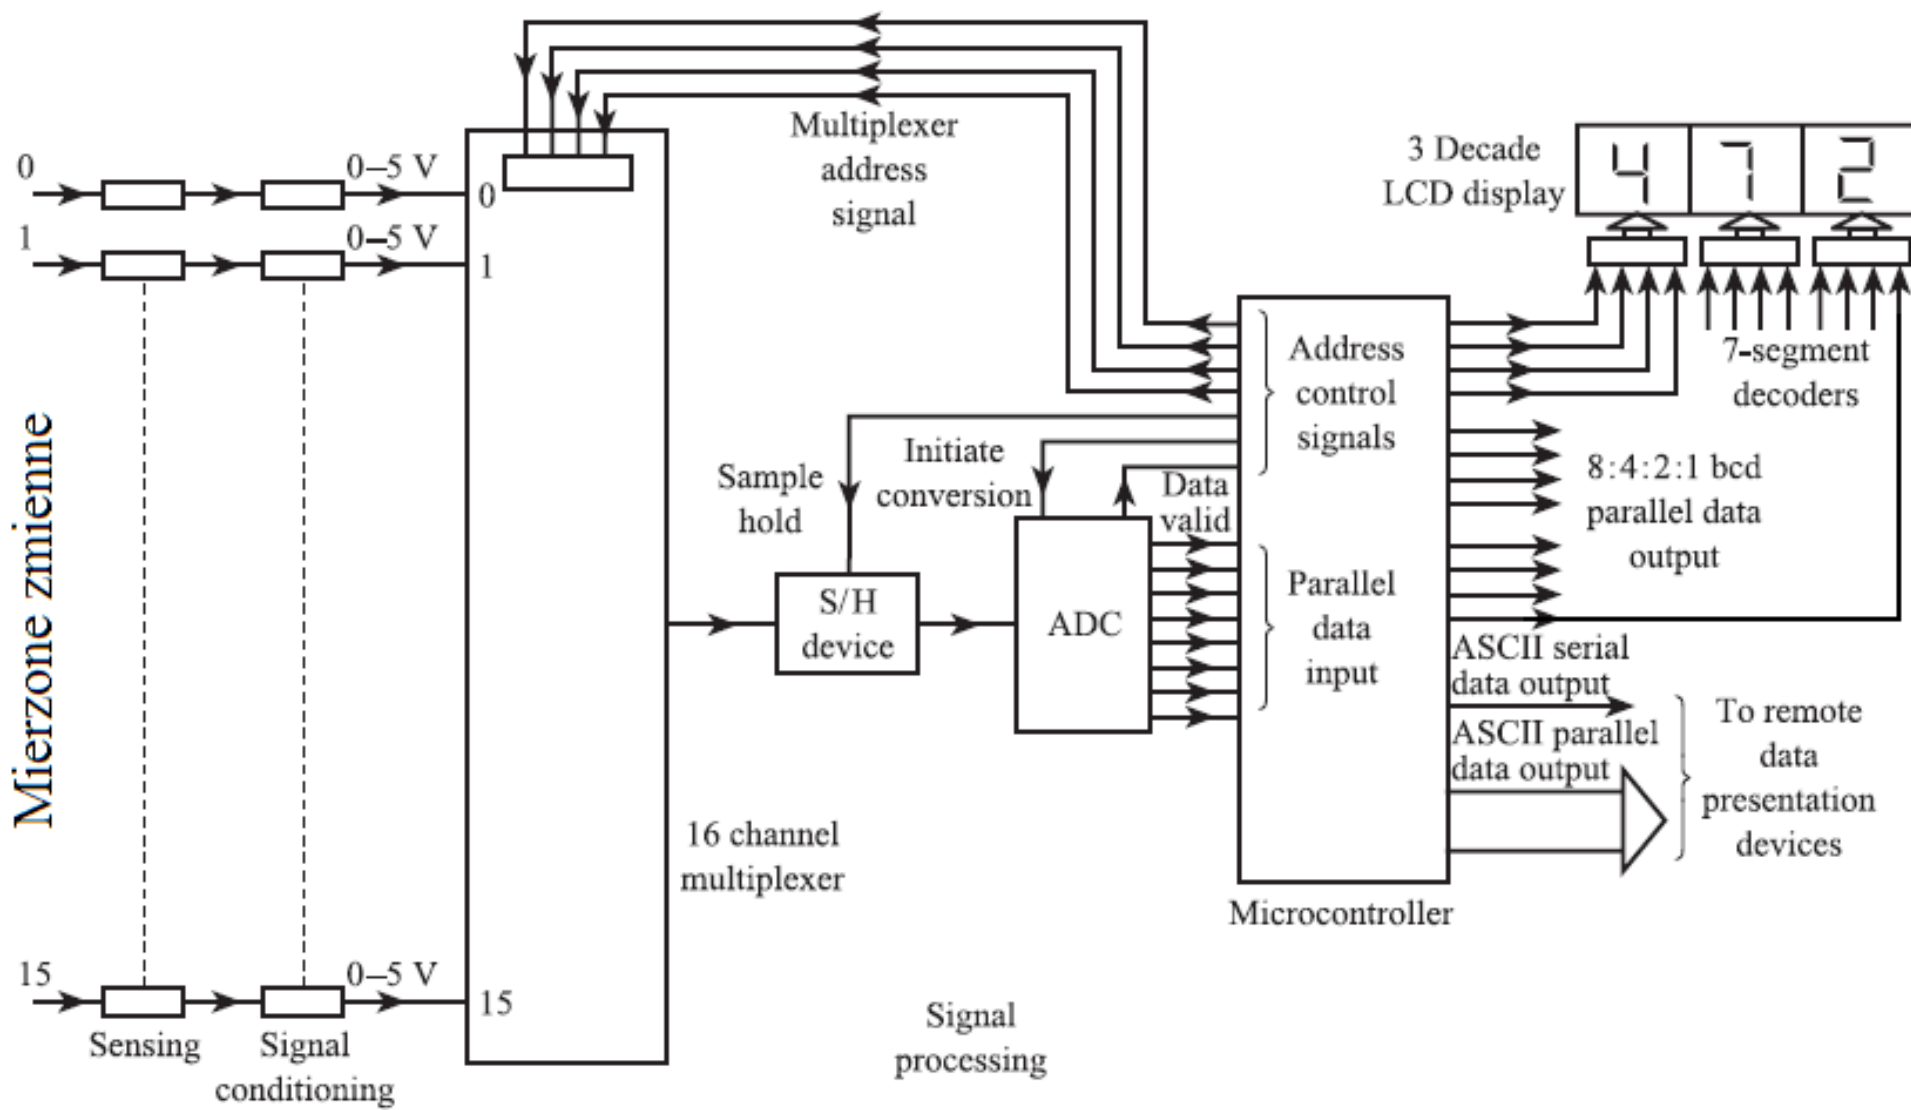 Mierzone zmienne
0
0–5 V
0
1
0–5 V
1
15
0–5 V
15
Sensing
Signal
conditioning
16 channel
multiplexer
Multiplexer
address
signal
Sample
hold
S/H
device
Initiate
conversion
ADC
Data
valid
Signal
processing
Address
control
signals
Parallel
data
input
Microcontroller
3 Decade
LCD display
4 7 2
7-segment
decoders
8:4:2:1 bcd
parallel data
output
ASCII serial
data output
ASCII parallel
data output
To remote
data
presentation
devices